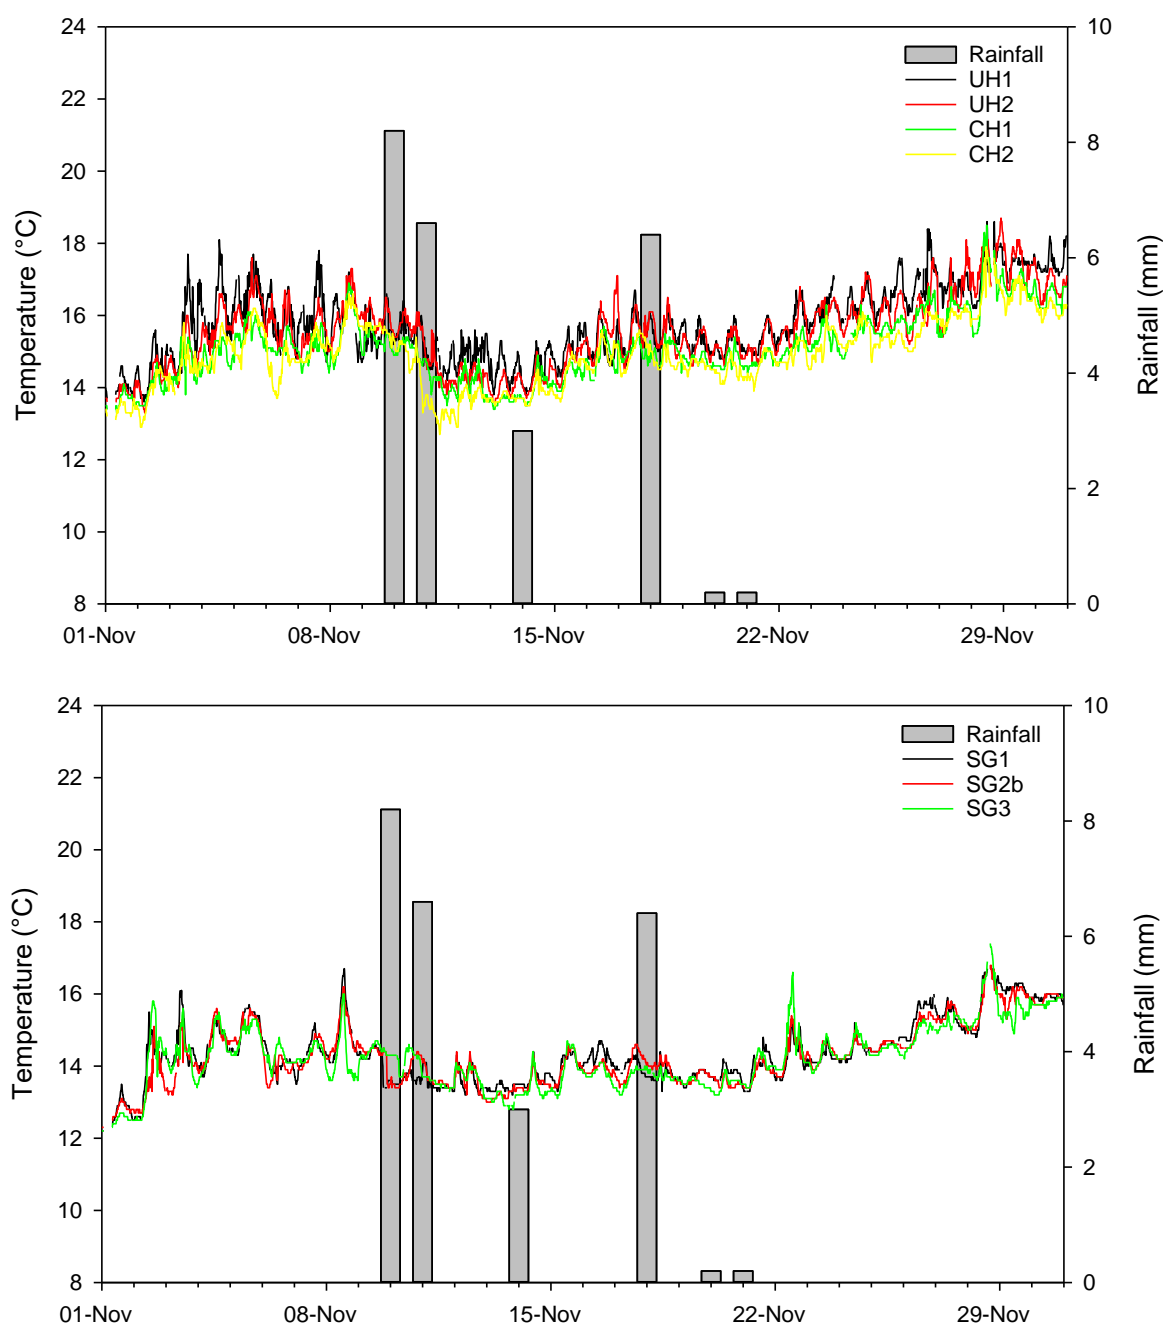 24
22
20
18
16
14
12
10
8
Temperature (°C)
10
8
6
4
2
0
Rainfall (mm)
Rainfall
UH1
UH2
CH1
CH2
01-Nov 08-Nov 15-Nov 22-Nov 29-Nov
24
22
20
18
16
14
12
10
8
Temperature (°C)
10
8
6
4
2
0
Rainfall (mm)
Rainfall
SG1
SG2b
SG3
01-Nov 08-Nov 15-Nov 22-Nov 29-Nov